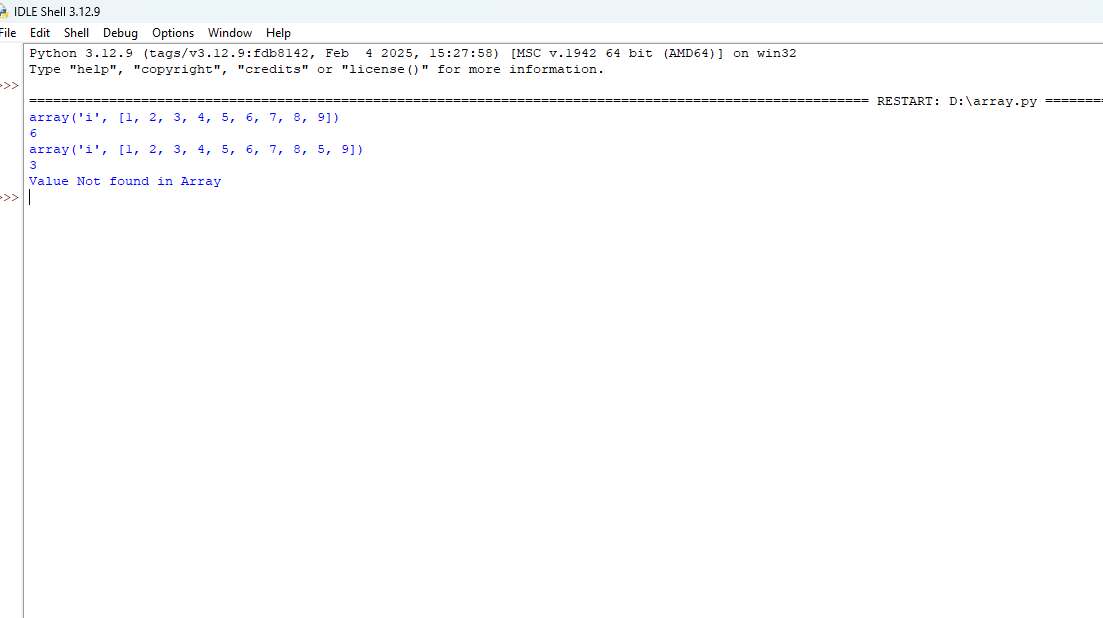 IDLE Shell 3.12.9
File Edit Shell Debug Options Window Help
Python 3.12.9 (tags/v3.12.9:fdb8142, Feb  4 2025, 15:27:58) [MSC v.1942 64 bit (AMD64)] on win32
Type "help", "copyright", "credits" or "license()" for more information.
>>>
========================================================================================================= RESTART: D:\array.py ========
array('i', [1, 2, 3, 4, 5, 6, 7, 8, 9])
6
array('i', [1, 2, 3, 4, 5, 6, 7, 8, 5, 9])
3
Value Not found in Array
>>>